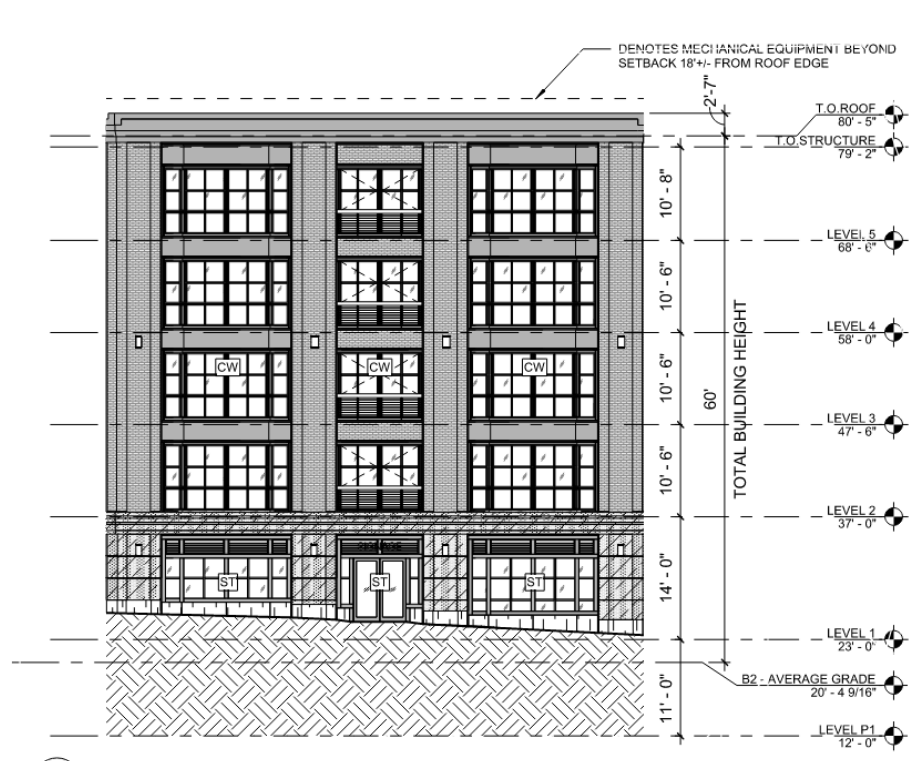 DENOTES MECHANICAL EQUIPMENT BEYOND
SETBACK 18'+/- FROM ROOF EDGE
2'-7"
T.O.ROOF
80' - 5"
T.O.STRUCTURE
79' - 2"
10' - 8"
LEVEL 5
68' - 6"
10' - 6"
LEVEL 4
58' - 0"
CW
CW
CW
10' - 6"
60'
TOTAL BUILDING HEIGHT
LEVEL 3
47' - 6"
10' - 6"
LEVEL 2
37' - 0"
ST
ST
ST
14' - 0"
LEVEL 1
23' - 0"
B2 - AVERAGE GRADE
20' - 4 9/16"
11' - 0"
LEVEL P1
12' - 0"